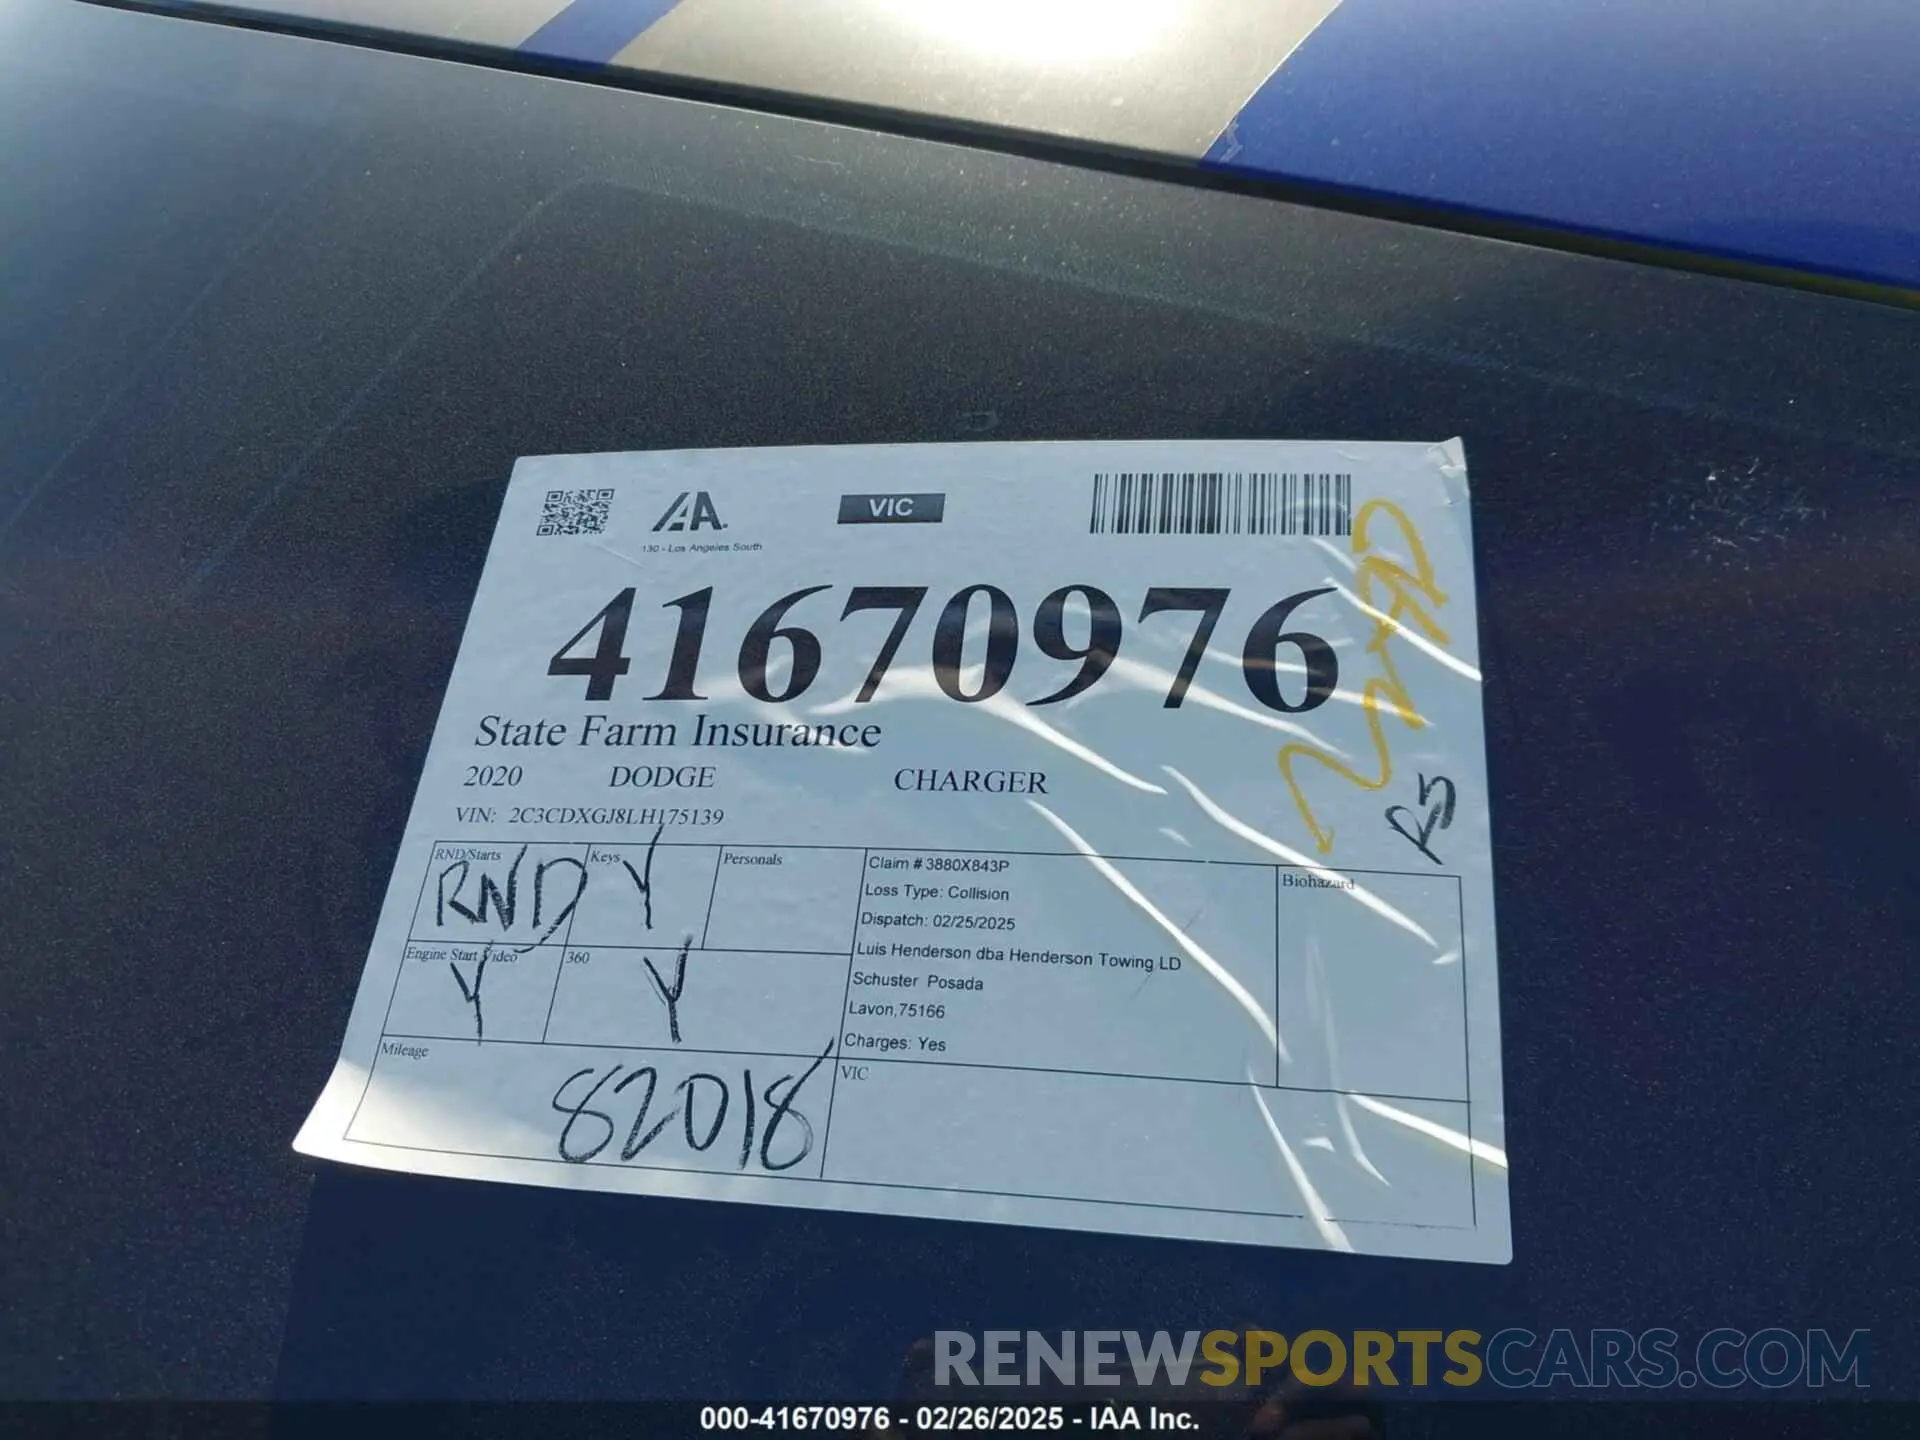 IAA.
VIC
130 - Los Angeles South
41670976
State Farm Insurance
2020 DODGE CHARGER
VIN: 2C3CDXGJ8LH175139
R5
RND/Starts
RND
Keys
Y
Personals
Claim # 3880X843P
Loss Type: Collision
Dispatch: 02/25/2025
Luis Henderson dba Henderson Towing LD
Schuster Posada
Lavon,75166
Charges: Yes
Biohazard
Engine Start Video
Y
360
Y
Mileage
82018
VIC
RENEWSPORTSCARS.COM
000-41670976 - 02/26/2025 - IAA Inc.